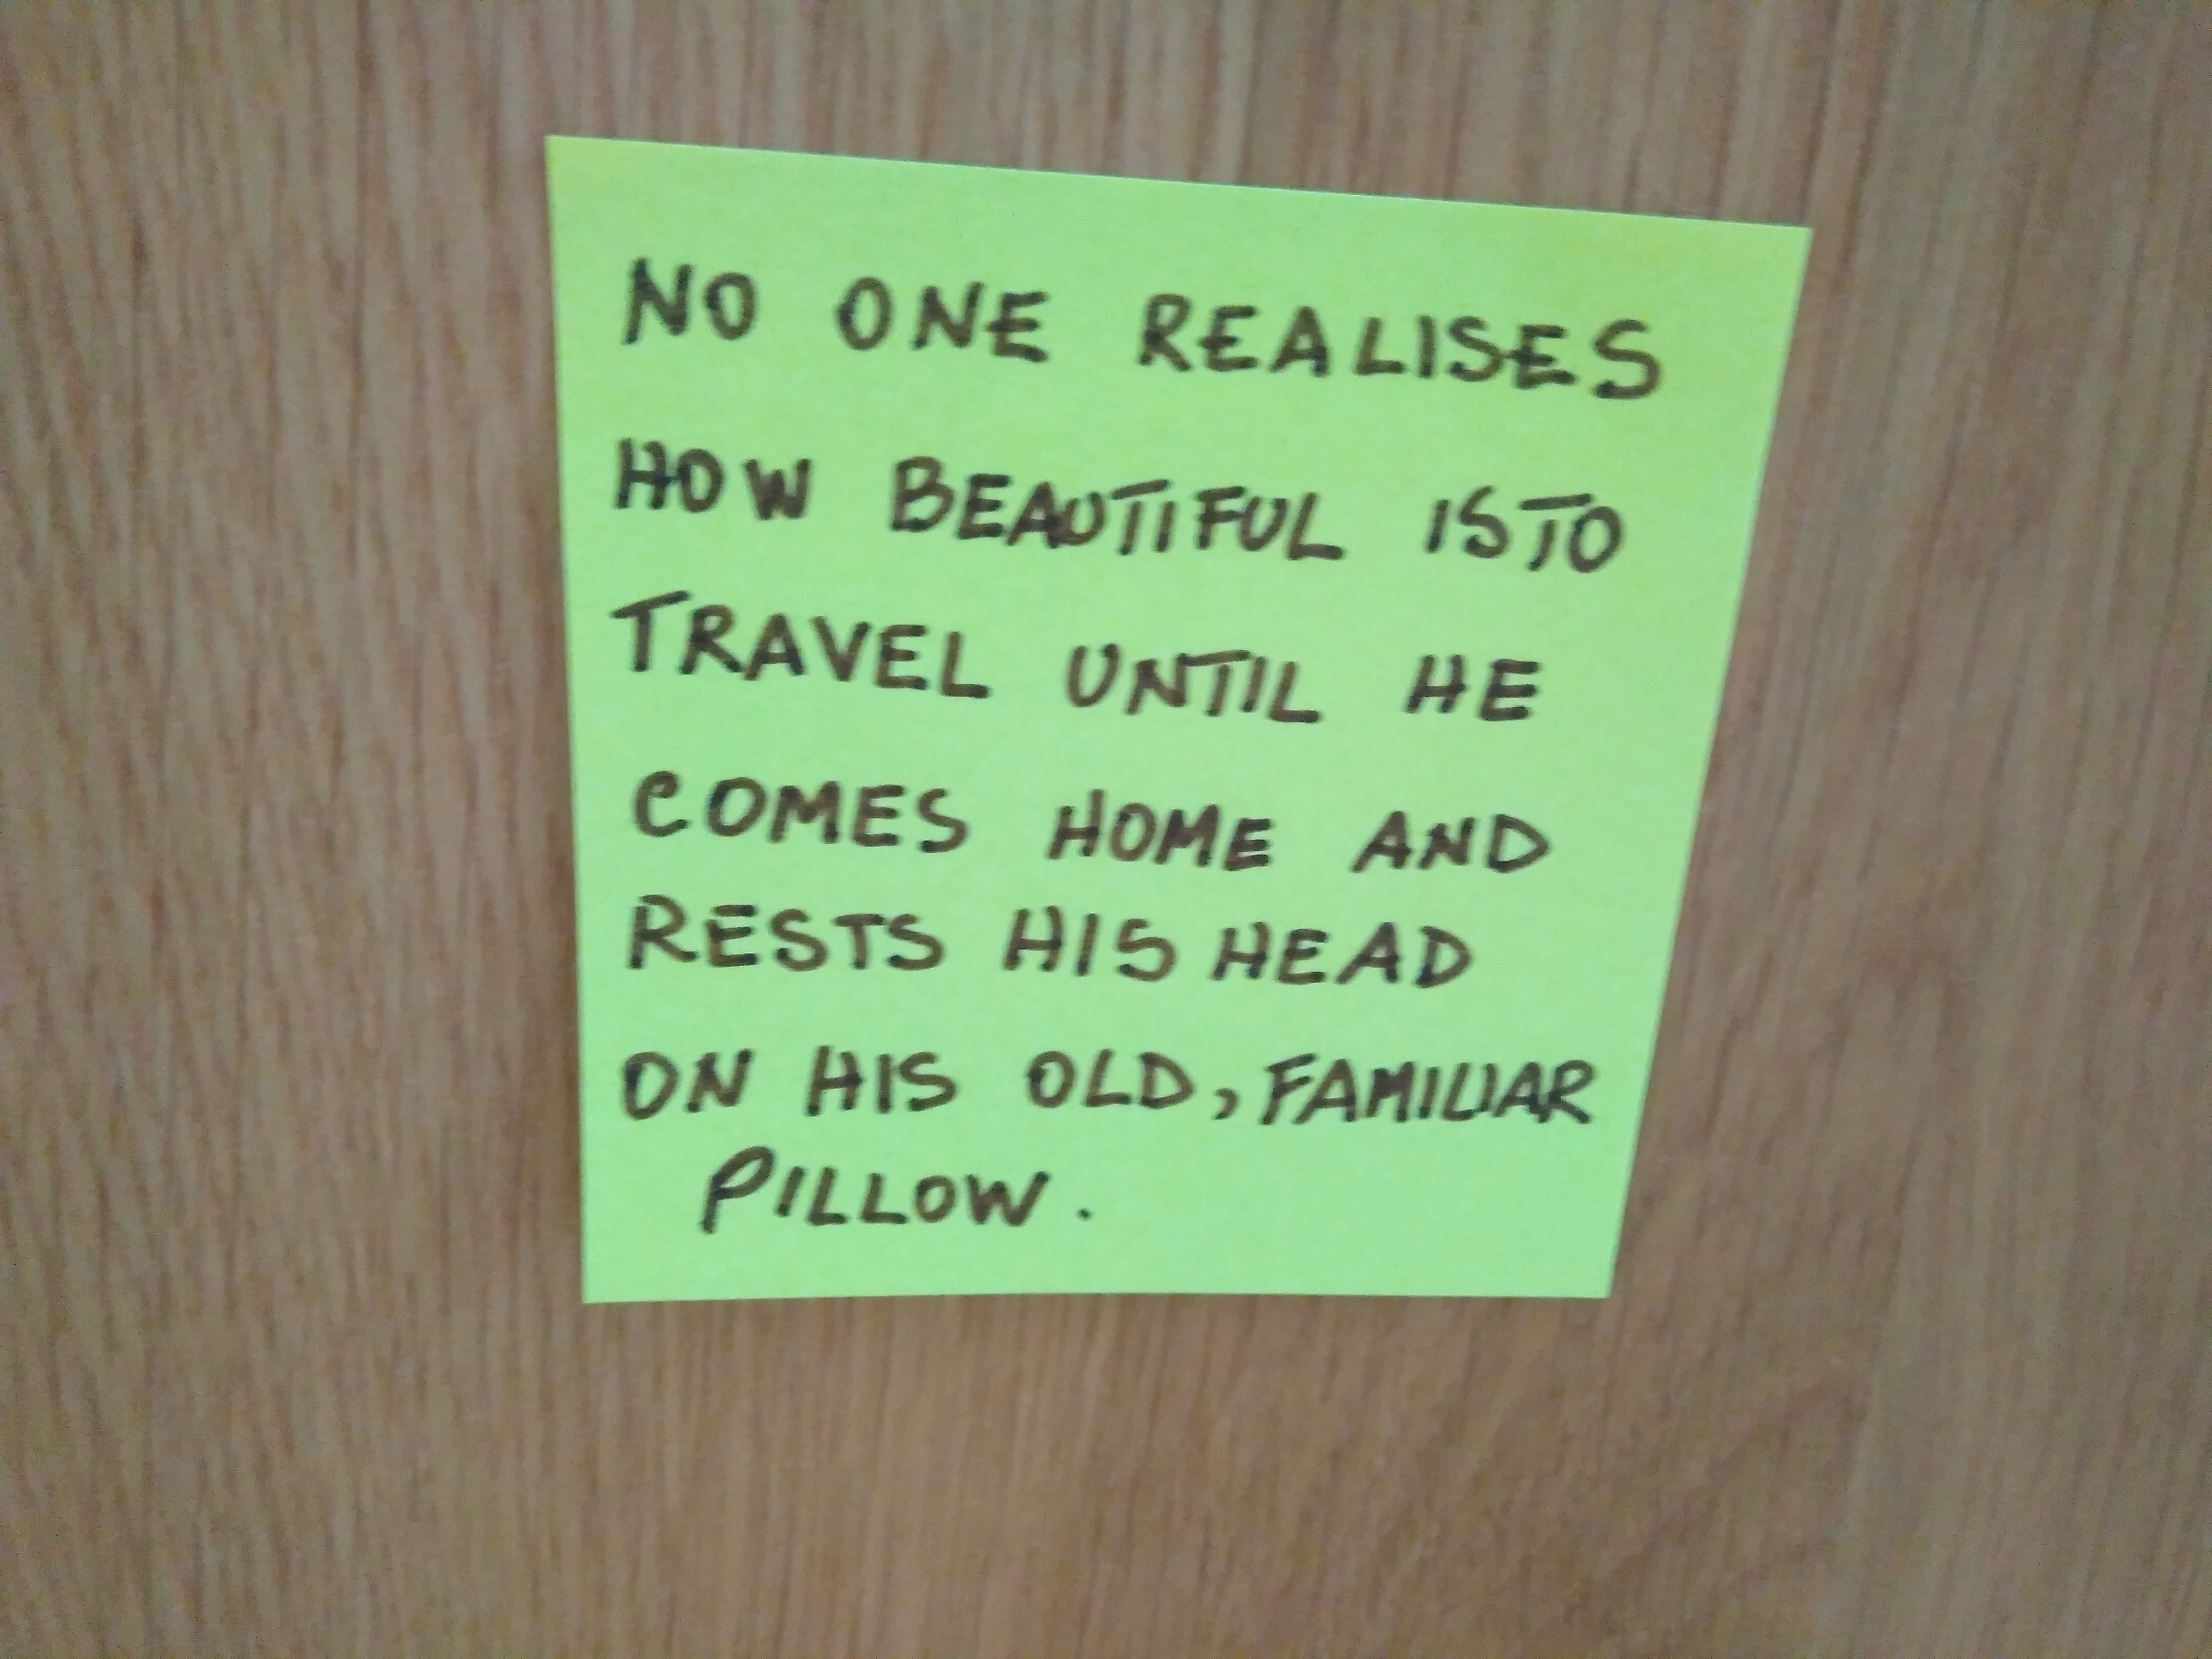 NO ONE REALISES
HOW BEAUTIFUL IS TO
TRAVEL UNTIL HE
COMES HOME AND
RESTS HIS HEAD
ON HIS OLD, FAMILIAR
PILLOW.